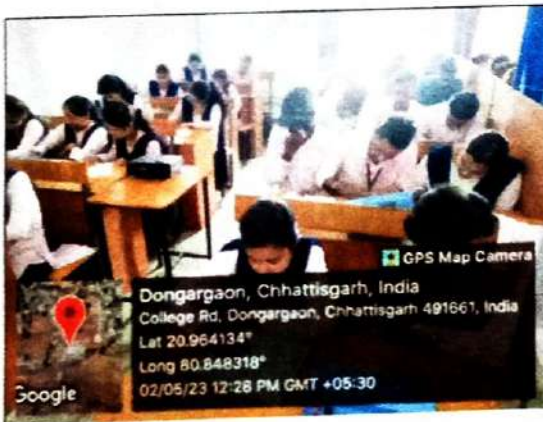 GPS Map Camera
Dongargaon, Chhattisgarh, India
College Rd, Dongargaon, Chhattisgarh 491661, India
Lat 20.964134°
Long 80.848318°
02/05/23 12:28 PM GMT +05:30
Google